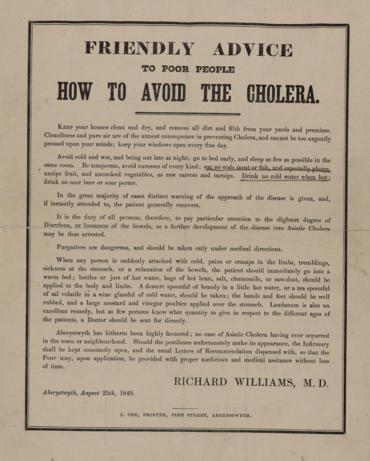 FRIENDLY ADVICE
TO POOR PEOPLE
HOW TO AVOID THE CHOLERA.
KEEP your houses clean and dry, and remove all dirt and filth from your yards and premises.
Cleanliness and pure air are of the utmost consequence in preventing Cholera, and cannot be too urgently
pressed upon your minds; keep your windows open every fine day.
Avoid cold and wet, and being out late at night; go to bed early, and sleep as few as possible in the
same room. Be temperate, avoid excesses of every kind; eat no stale meat or fish, and especially plums,
unripe fruit, and uncooked vegetables, as raw carrots and turnips. Drink no cold water when hot;
drink no sour beer or sour porter.
In the great majority of cases distinct warning of the approach of the disease is given, and,
if instantly attended to, the patient generally recovers.
It is the duty of all persons, therefore, to pay particular attention to the slightest degree of
Diarrhœa, or looseness of the bowels, as a further development of the disease into Asiatic Cholera
may be thus arrested.
Purgatives are dangerous, and should be taken only under medical directions.
When any person is suddenly attacked with cold, pains or cramps in the limbs, tremblings,
sickness at the stomach, or a relaxation of the bowels, the patient should immediately go into a
warm bed; bottles or jars of hot water, bags of hot bran, salt, chamomile, or saw-dust, should be
applied to the body and limbs. A dessert spoonful of brandy in a little hot water, or a tea spoonful
of sal volatile in a wine glassful of cold water, should be taken; the hands and feet should be well
rubbed, and a large mustard and vinegar poultice applied over the stomach. Laudanum is also an
excellent remedy, but as few persons know what quantity to give in respect to the different ages of
the patients, a Doctor should be sent for directly.
Aberystwyth has hitherto been highly favoured; no case of Asiatic Cholera having ever occurred
in the town or neighbourhood. Should the pestilence unfortunately make its appearance, the Infirmary
shall be kept constantly open, and the usual Letters of Recommendation dispensed with, so that the
Poor may, upon application, be provided with proper medicines and medical assistance without loss
of time.
RICHARD WILLIAMS, M. D.
Aberystwyth, August 25th, 1849.
J. COX, PRINTER, PIER STREET, ABERYSTWYTH.